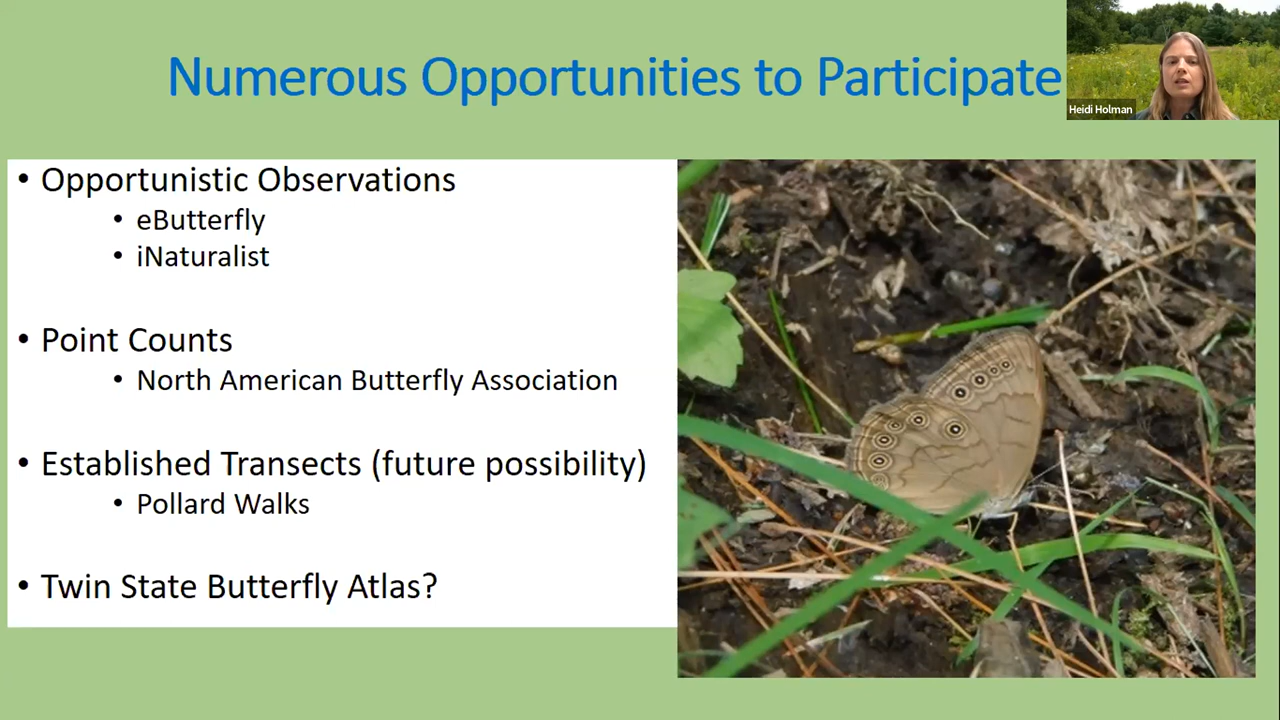 Numerous Opportunities to Participate
Heidi Holman
• Opportunistic Observations
• eButterfly
• iNaturalist
• Point Counts
• North American Butterfly Association
• Established Transects (future possibility)
• Pollard Walks
• Twin State Butterfly Atlas?